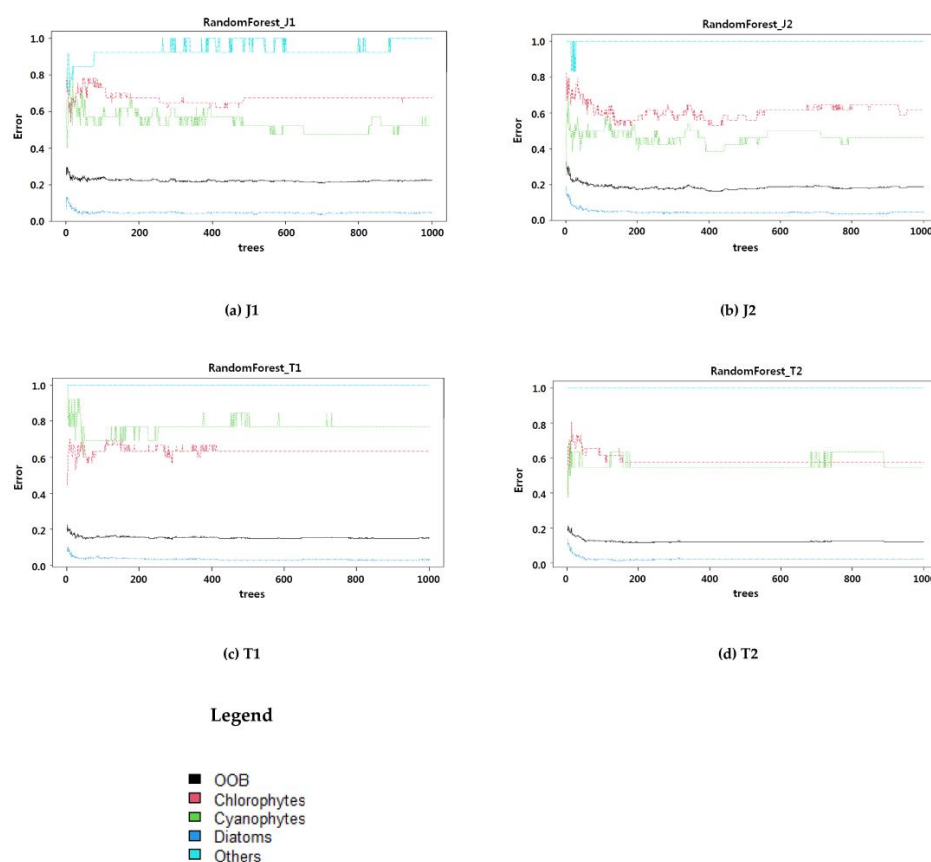 RandomForest_J1
1.0
0.8
0.6
0.4
0.2
0.0
Error
0 200 400 600 800 1000
trees
(a) J1
RandomForest_J2
1.0
0.8
0.6
0.4
0.2
0.0
Error
0 200 400 600 800 1000
trees
(b) J2
RandomForest_T1
1.0
0.8
0.6
0.4
0.2
0.0
Error
0 200 400 600 800 1000
trees
(c) T1
RandomForest_T2
1.0
0.8
0.6
0.4
0.2
0.0
Error
0 200 400 600 800 1000
trees
(d) T2
Legend
OOB
Chlorophytes
Cyanophytes
Diatoms
Others